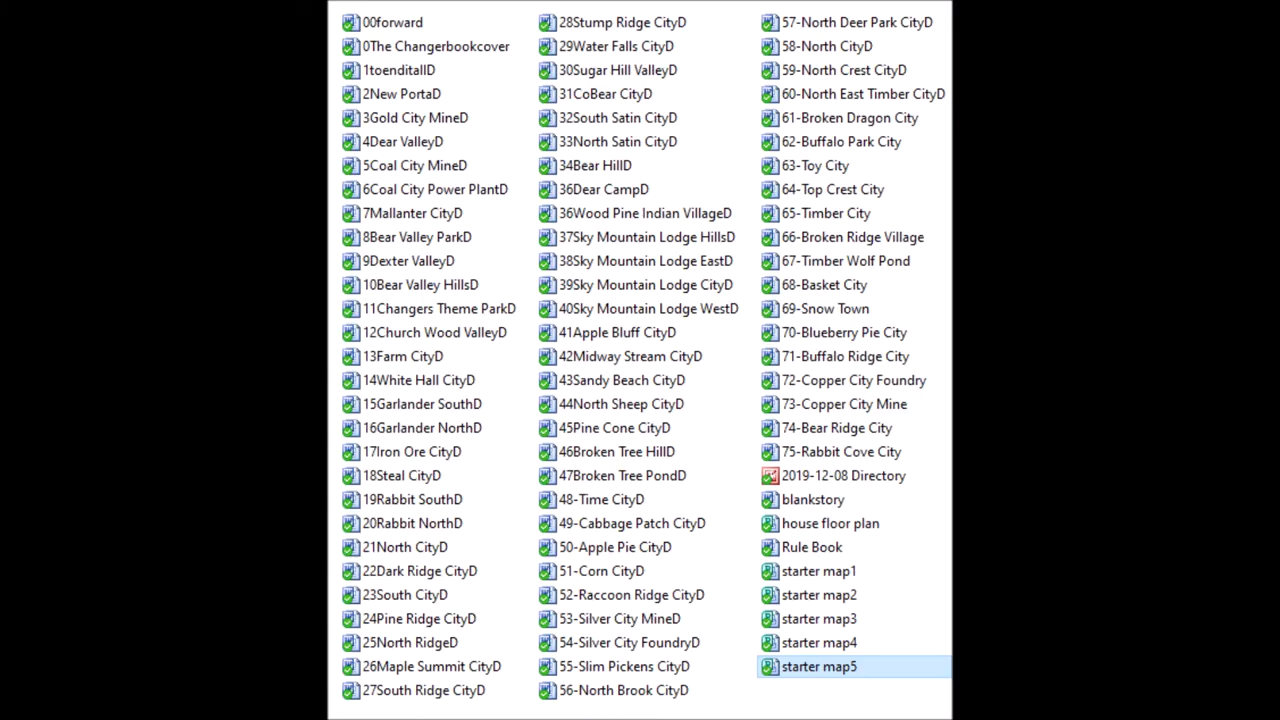 00forward
0The Changerbookcover
1toenditallD
2New PortaD
3Gold City MineD
4Dear ValleyD
5Coal City MineD
6Coal City Power PlantD
7Mallanter CityD
8Bear Valley ParkD
9Dexter ValleyD
10Bear Valley HillsD
11Changers Theme ParkD
12Church Wood ValleyD
13Farm CityD
14White Hall CityD
15Garlander SouthD
16Garlander NorthD
17Iron Ore CityD
18Steal CityD
19Rabbit SouthD
20Rabbit NorthD
21North CityD
22Dark Ridge CityD
23South CityD
24Pine Ridge CityD
25North RidgeD
26Maple Summit CityD
27South Ridge CityD
28Stump Ridge CityD
29Water Falls CityD
30Sugar Hill ValleyD
31CoBear CityD
32South Satin CityD
33North Satin CityD
34Bear HillD
36Dear CampD
36Wood Pine Indian VillageD
37Sky Mountain Lodge HillsD
38Sky Mountain Lodge EastD
39Sky Mountain Lodge CityD
40Sky Mountain Lodge WestD
41Apple Bluff CityD
42Midway Stream CityD
43Sandy Beach CityD
44North Sheep CityD
45Pine Cone CityD
46Broken Tree HillD
47Broken Tree PondD
48-Time CityD
49-Cabbage Patch CityD
50-Apple Pie CityD
51-Corn CityD
52-Raccoon Ridge CityD
53-Silver City MineD
54-Silver City FoundryD
55-Slim Pickens CityD
56-North Brook CityD
57-North Deer Park CityD
58-North CityD
59-North Crest CityD
60-North East Timber CityD
61-Broken Dragon City
62-Buffalo Park City
63-Toy City
64-Top Crest City
65-Timber City
66-Broken Ridge Village
67-Timber Wolf Pond
68-Basket City
69-Snow Town
70-Blueberry Pie City
71-Buffalo Ridge City
72-Copper City Foundry
73-Copper City Mine
74-Bear Ridge City
75-Rabbit Cove City
2019-12-08 Directory
blankstory
house floor plan
Rule Book
starter map1
starter map2
starter map3
starter map4
starter map5